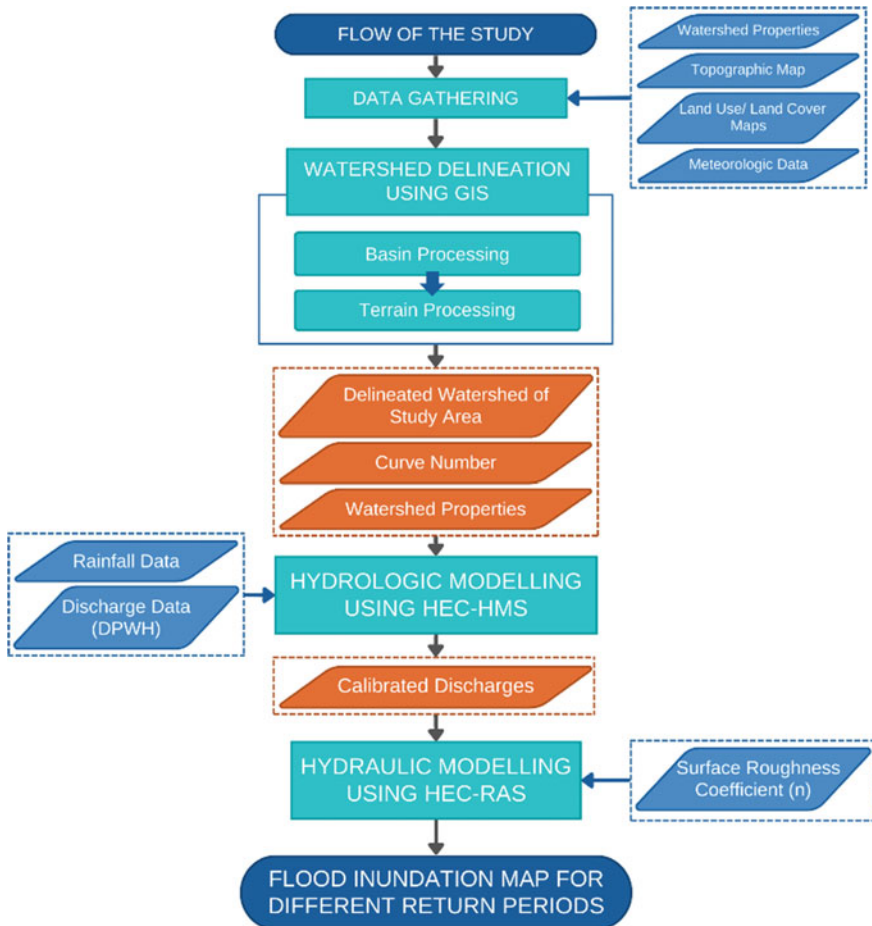 FLOW OF THE STUDY
DATA GATHERING
Watershed Properties
Topographic Map
Land Use/ Land Cover
Maps
Meteorologic Data
WATERSHED DELINEATION
USING GIS
Basin Processing
Terrain Processing
Delineated Watershed of
Study Area
Curve Number
Watershed Properties
Rainfall Data
Discharge Data
(DPWH)
HYDROLOGIC MODELLING
USING HEC-HMS
Calibrated Discharges
HYDRAULIC MODELLING
USING HEC-RAS
Surface Roughness
Coefficient (n)
FLOOD INUNDATION MAP FOR
DIFFERENT RETURN PERIODS